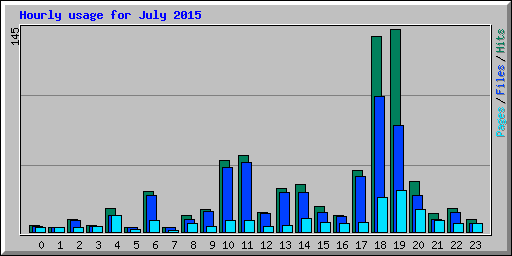 Hourly usage for July 2015
145
Pages/Files/Hits
0 1 2 3 4 5 6 7 8 9 10 11 12 13 14 15 16 17 18 19 20 21 22 23